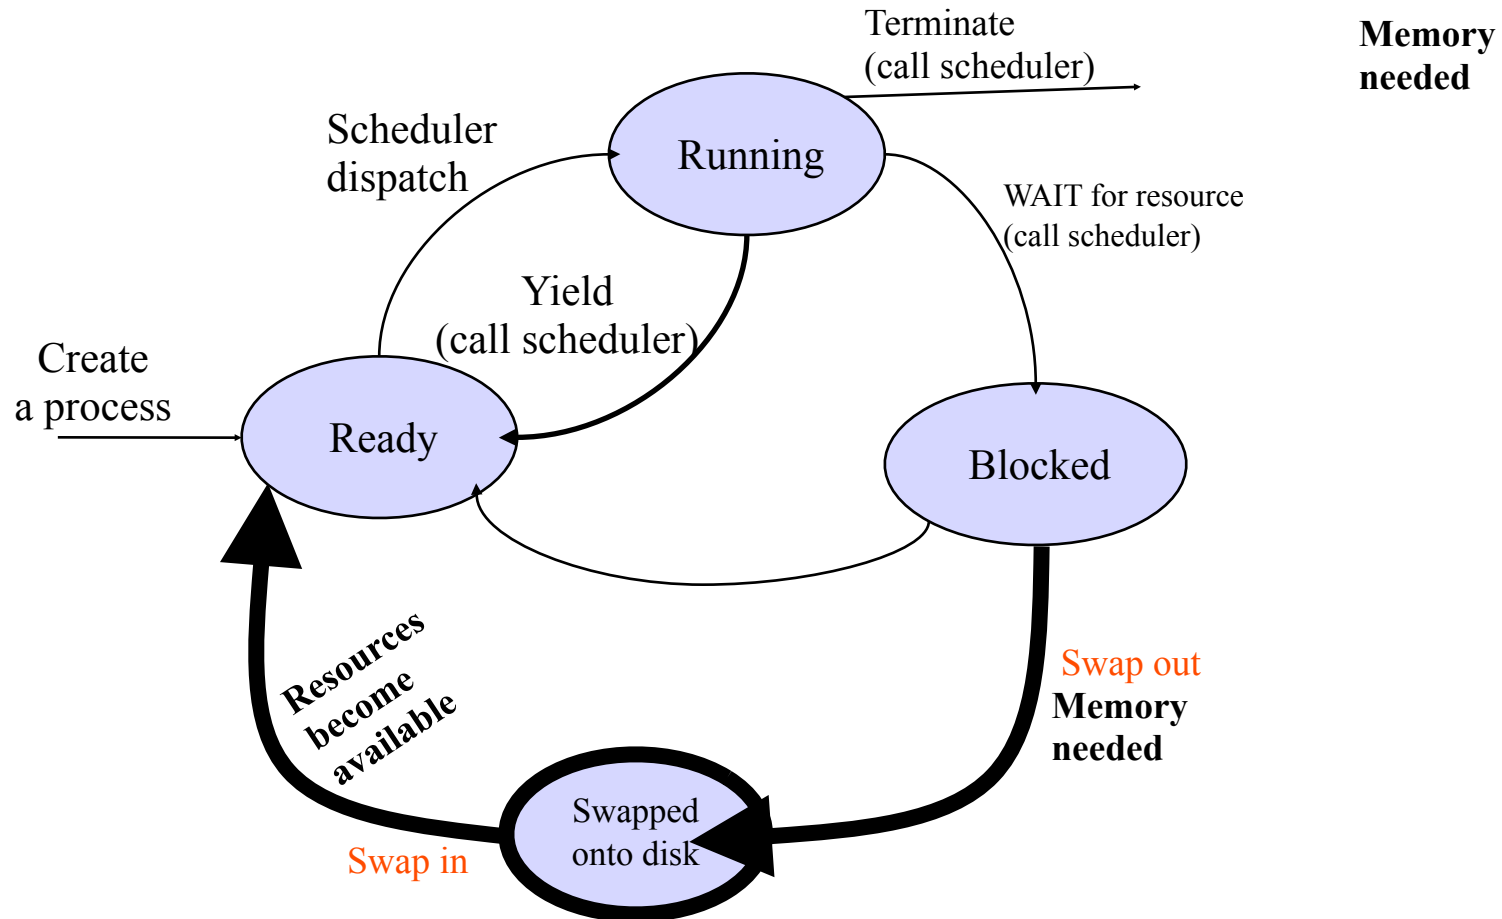 Terminate
(call scheduler)
Memory
needed
Scheduler
dispatch
Running
WAIT for resource
(call scheduler)
Yield
(call scheduler)
Create
a process
Ready
Blocked
Resources
become
available
Swap out
Memory
needed
Swapped
onto disk
Swap in